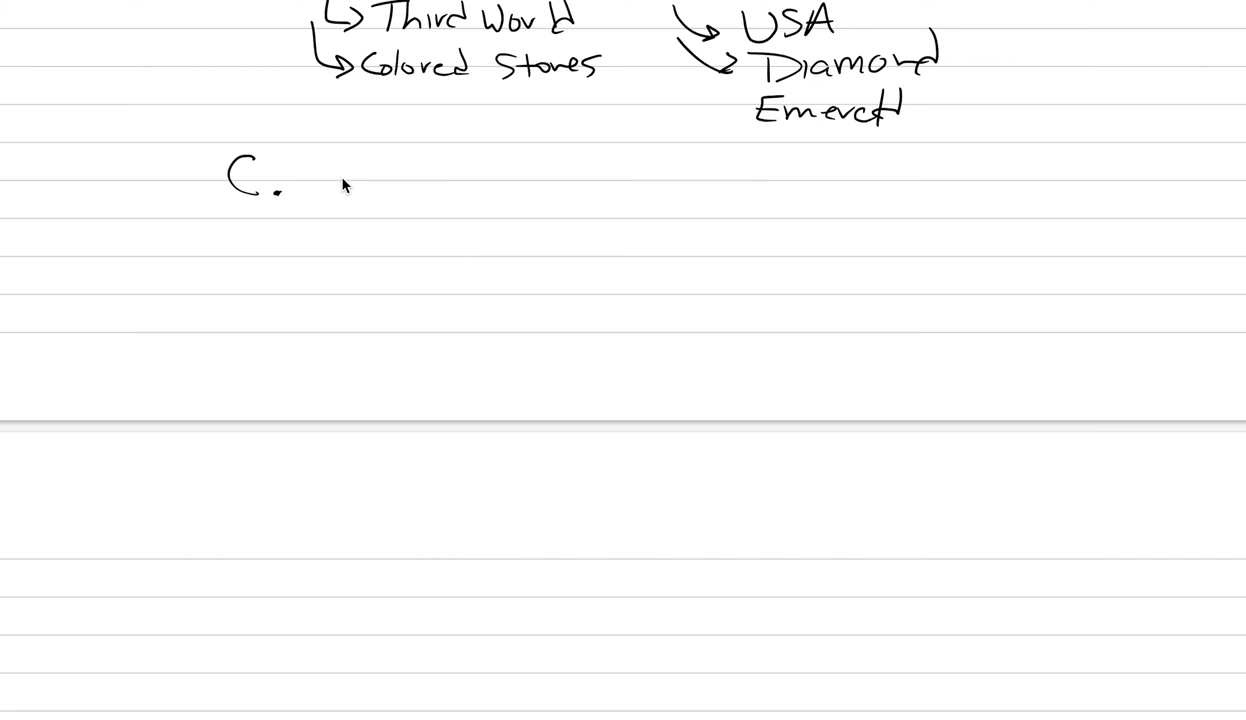 ↳ Third World
↘ USA
↳ Colored Stones
↘ Diamond
Emerald
C.